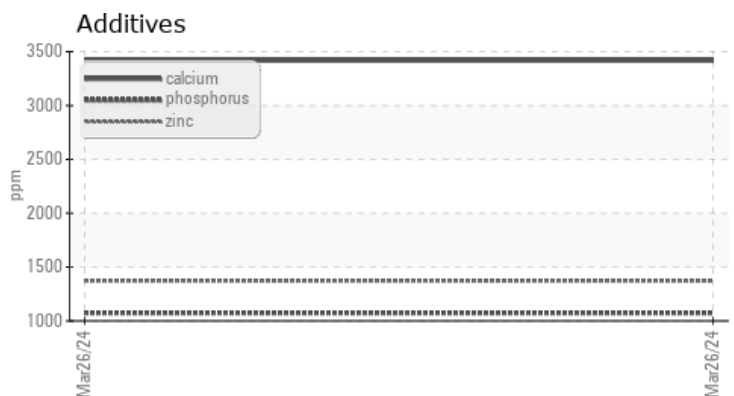 Additives
3500
3000
2500
2000
1500
1000
ppm
calcium
phosphorus
zinc
Mar26/24
Mar26/24